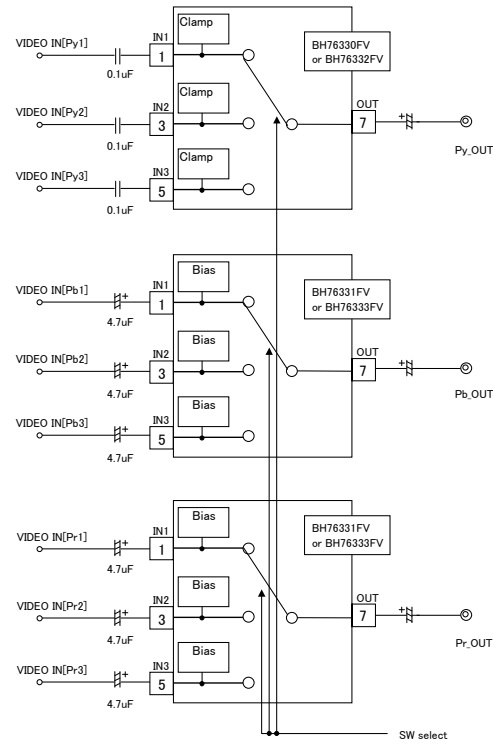 Clamp
BH76330FV
or BH76332FV
VIDEO IN[Py1]
IN1
1
0.1uF
Clamp
VIDEO IN[Py2]
IN2
3
0.1uF
OUT
7
+
Py_OUT
Clamp
VIDEO IN[Py3]
IN3
5
0.1uF
Bias
BH76331FV
or BH76333FV
VIDEO IN[Pb1]
+
IN1
1
4.7uF
Bias
VIDEO IN[Pb2]
+
IN2
3
4.7uF
OUT
7
+
Pb_OUT
Bias
VIDEO IN[Pb3]
+
IN3
5
4.7uF
Bias
BH76331FV
or BH76333FV
VIDEO IN[Pr1]
+
IN1
1
4.7uF
Bias
VIDEO IN[Pr2]
+
IN2
3
4.7uF
OUT
7
+
Pr_OUT
Bias
VIDEO IN[Pr3]
+
IN3
5
4.7uF
SW select